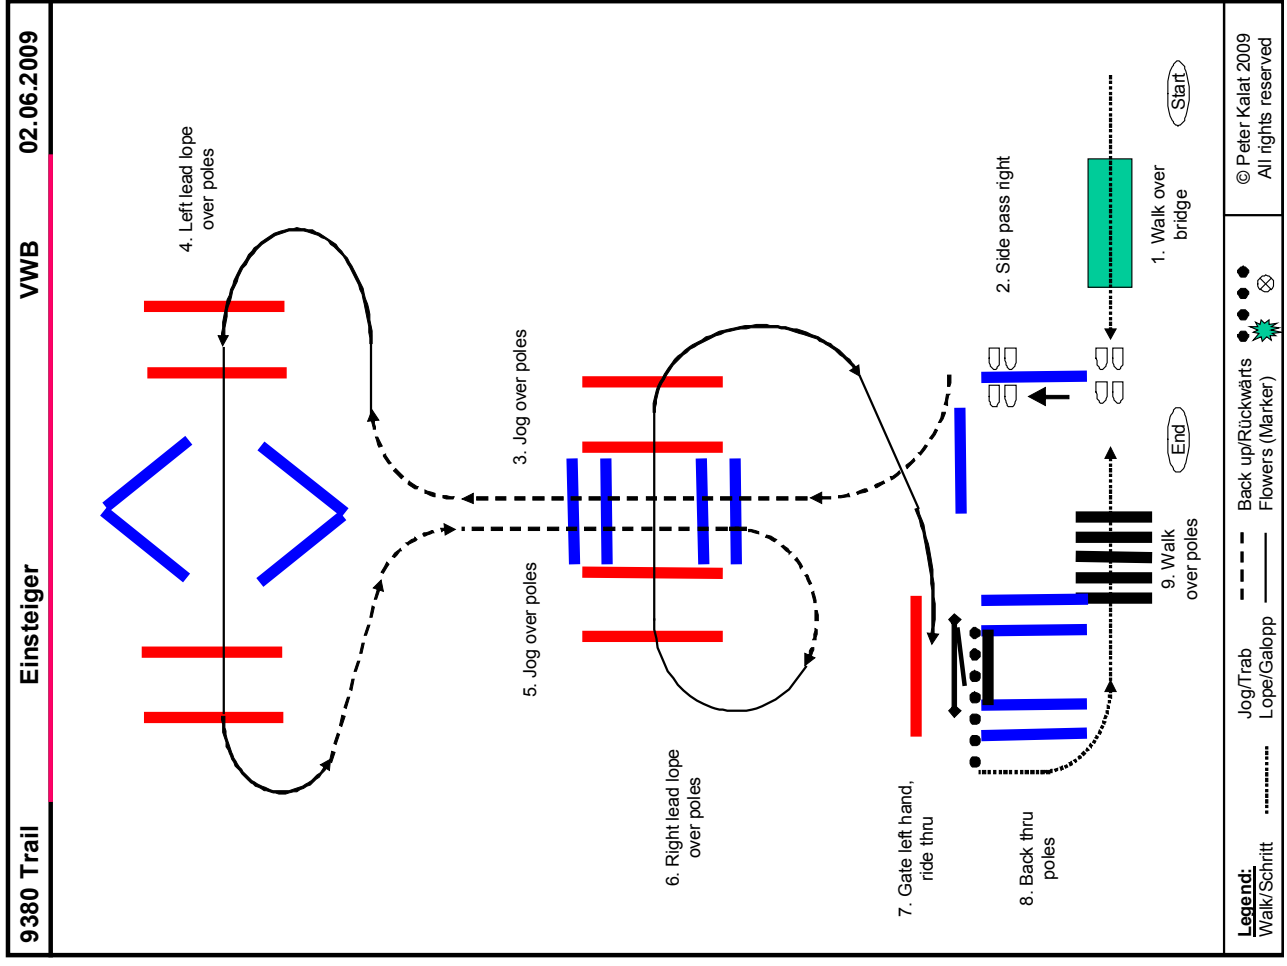 9380 Trail Einsteiger VWB 02.06.2009
4. Left lead lope
over poles
3. Jog over poles
5. Jog over poles
6. Right lead lope
over poles
2. Side pass right
7. Gate left hand,
ride thru
8. Back thru
poles
9. Walk
over poles
1. Walk over
bridge
Start
End
Legend:
Walk/Schritt
Jog/Trab
Lope/Galopp
Back up/Rückwärts
Flowers (Marker)
© Peter Kalat 2009
All rights reserved